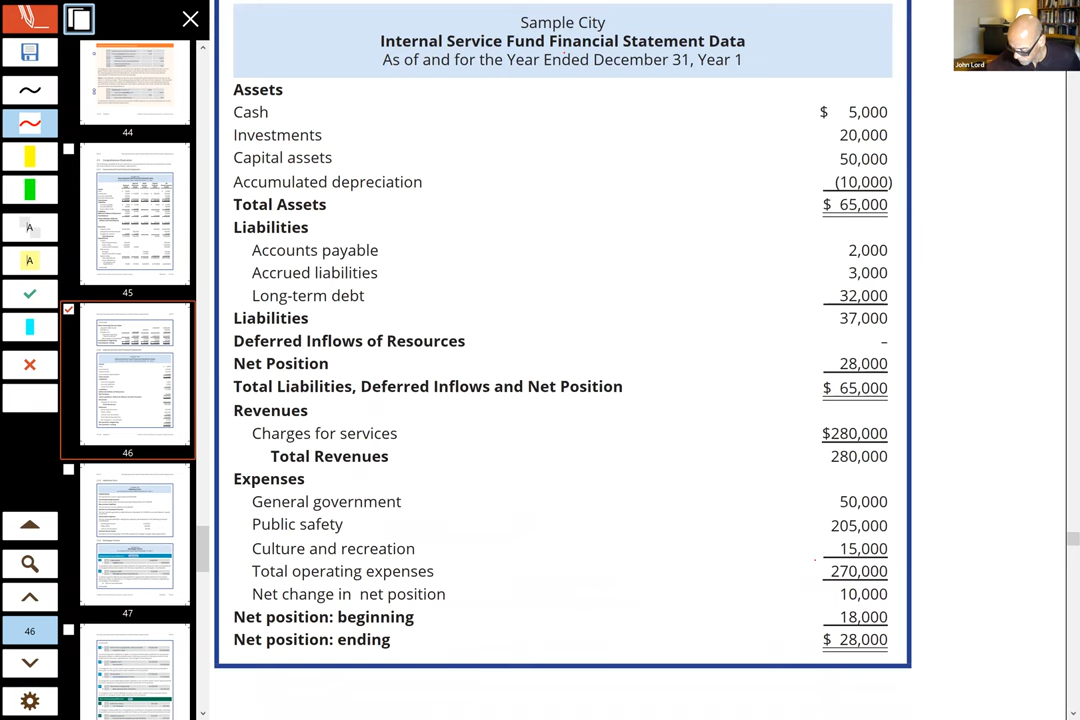 Sample City
Internal Service Fund Financial Statement Data
As of and for the Year Ended December 31, Year 1
Assets
Cash $ 5,000
Investments 20,000
Capital assets 50,000
Accumulated depreciation (10,000)
Total Assets $ 65,000
Liabilities
Accounts payable 2,000
Accrued liabilities 3,000
Long-term debt 32,000
Liabilities 37,000
Deferred Inflows of Resources –
Net Position 28,000
Total Liabilities, Deferred Inflows and Net Position $ 65,000
Revenues
Charges for services $280,000
Total Revenues 280,000
Expenses
General government 50,000
Public safety 205,000
Culture and recreation 15,000
Total operating expenses 270,000
Net change in net position 10,000
Net position: beginning 18,000
Net position: ending $ 28,000
44
45
46
47
A
A
46
John Lord